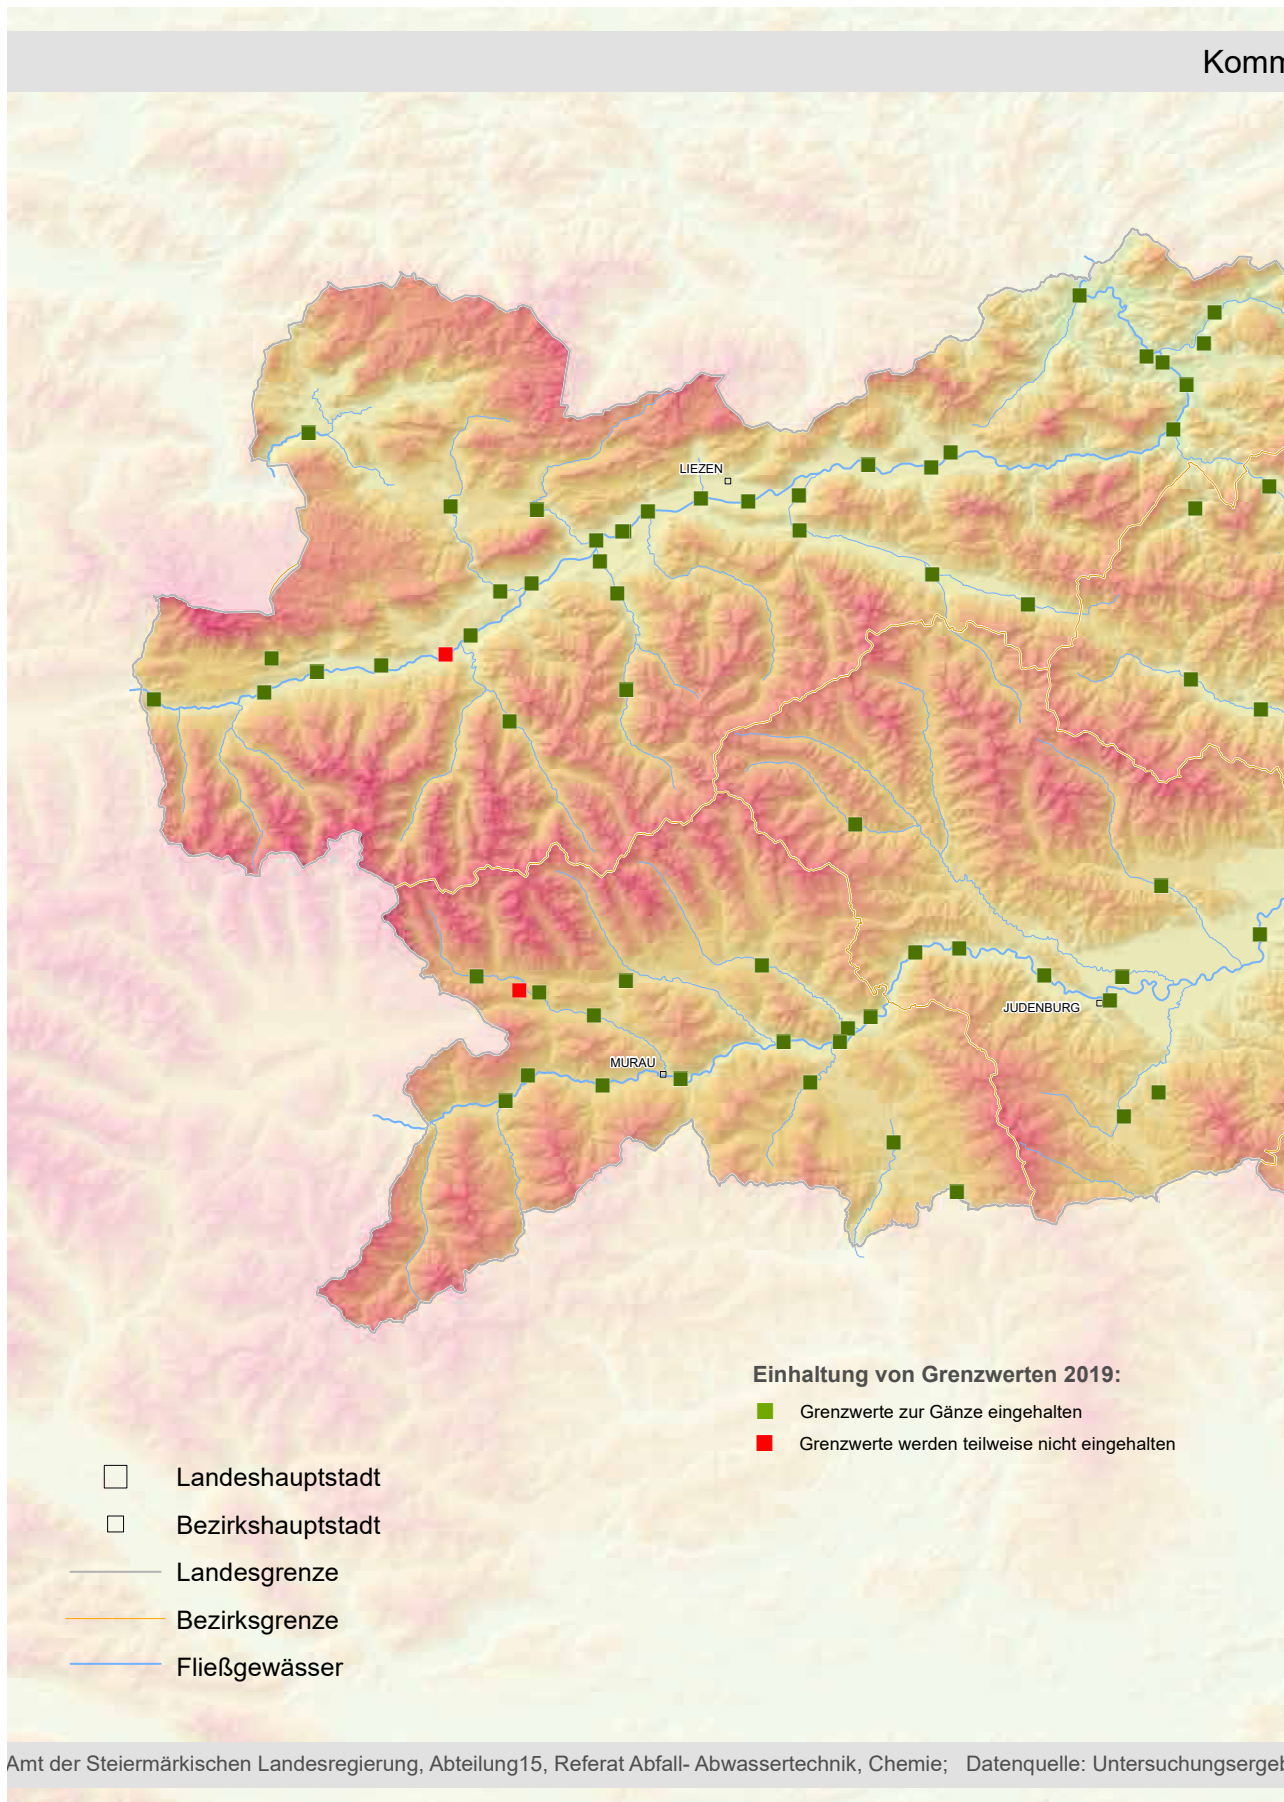 Komm
LIEZEN
JUDENBURG
MURAU
Einhaltung von Grenzwerten 2019:
Grenzwerte zur Gänze eingehalten
Grenzwerte werden teilweise nicht eingehalten
Landeshauptstadt
Bezirkshauptstadt
Landesgrenze
Bezirksgrenze
Fließgewässer
Amt der Steiermärkischen Landesregierung, Abteilung15, Referat Abfall- Abwassertechnik, Chemie; Datenquelle: Untersuchungsergeb